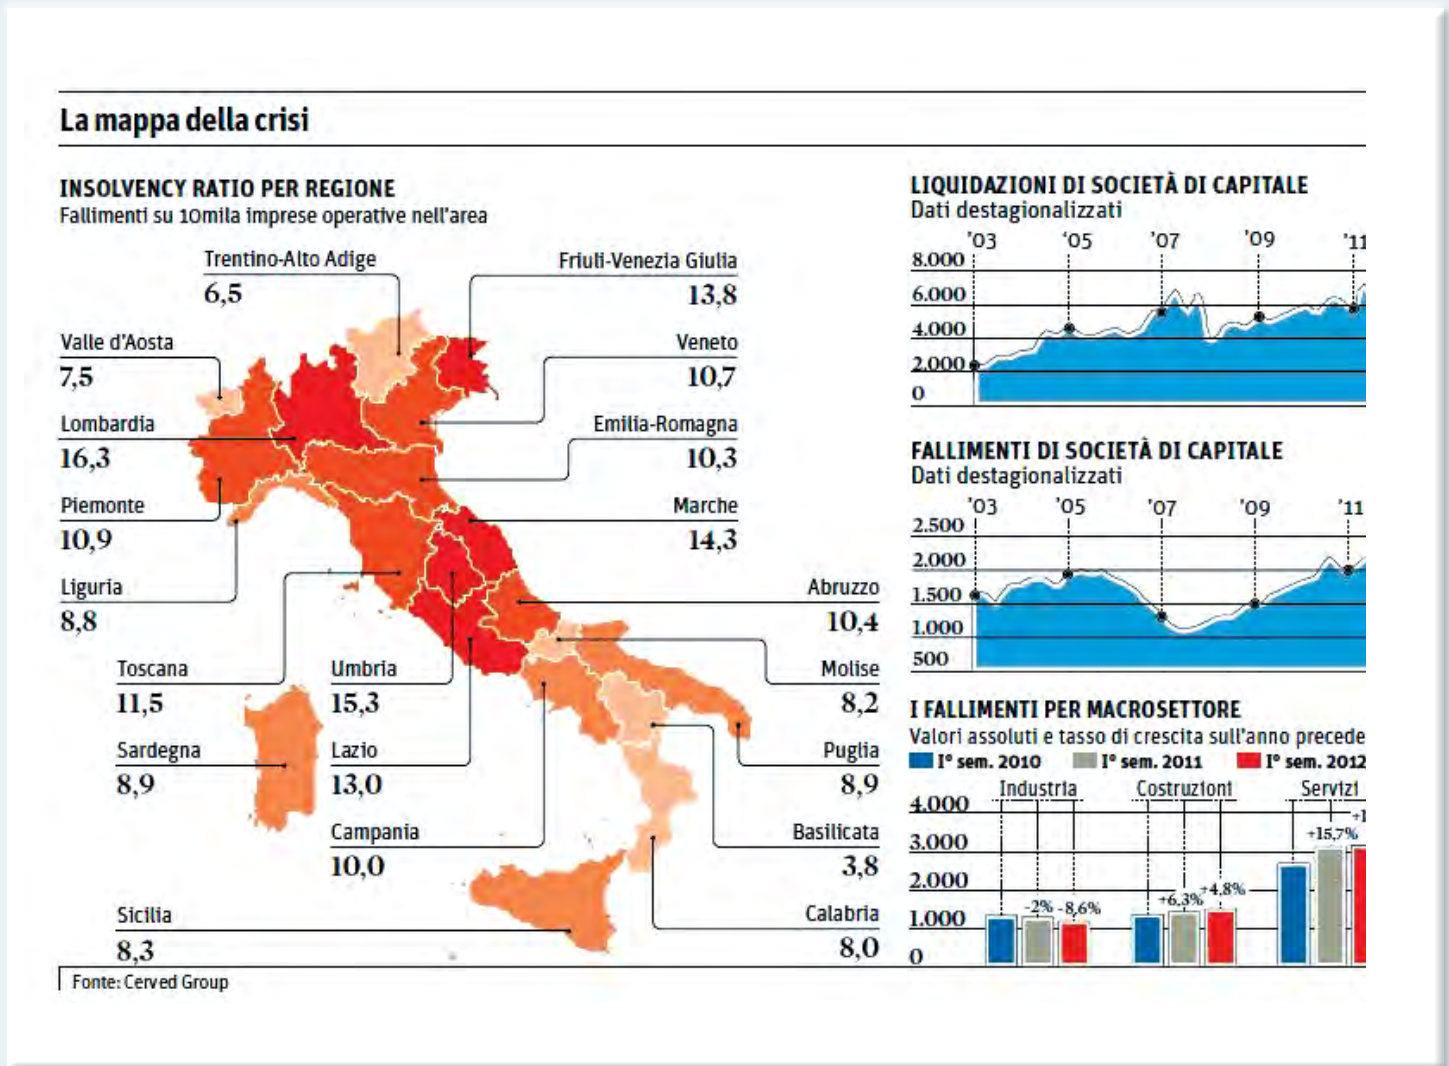 La mappa della crisi
INSOLVENCY RATIO PER REGIONE
Fallimenti su 10mila imprese operative nell'area
Trentino-Alto Adige
6,5
Friuli-Venezia Giulia
13,8
Valle d'Aosta
7,5
Veneto
10,7
Lombardia
16,3
Emilia-Romagna
10,3
Piemonte
10,9
Marche
14,3
Liguria
8,8
Abruzzo
10,4
Toscana
11,5
Umbria
15,3
Molise
8,2
Sardegna
8,9
Lazio
13,0
Puglia
8,9
Campania
10,0
Basilicata
3,8
Sicilia
8,3
Calabria
8,0
Fonte: Cerved Group
LIQUIDAZIONI DI SOCIETÀ DI CAPITALE
Dati destagionalizzati
'03 '05 '07 '09 '11
8.000
6.000
4.000
2.000
0
FALLIMENTI DI SOCIETÀ DI CAPITALE
Dati destagionalizzati
'03 '05 '07 '09 '11
2.500
2.000
1.500
1.000
500
I FALLIMENTI PER MACROSETTORE
Valori assoluti e tasso di crescita sull'anno precede
I° sem. 2010 I° sem. 2011 I° sem. 2012
Industria Costruzioni Servizi
4.000
3.000
2.000
1.000
0
-2% -8,6%
+6,3% +4,8%
+15,7% +1